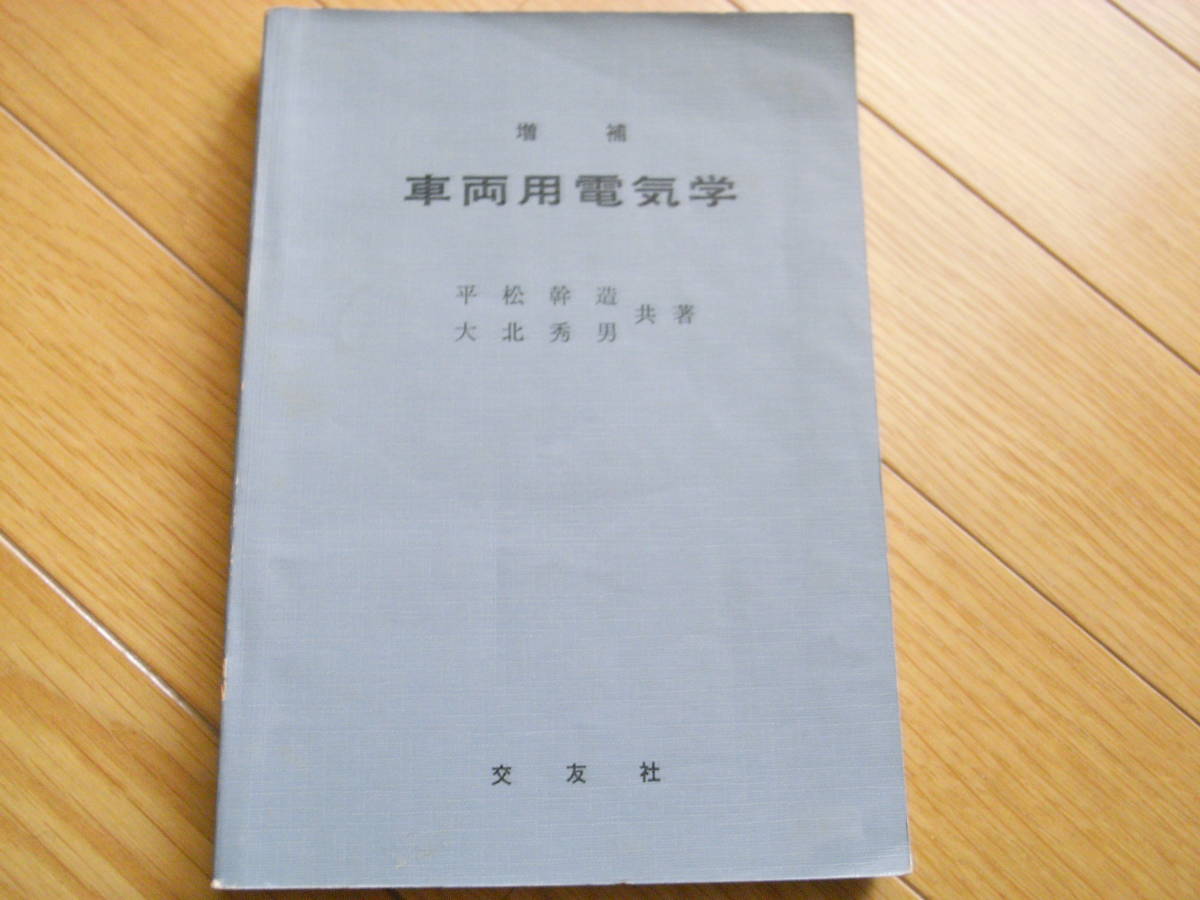 増補
車両用電気学
平松幹造
大北秀男
共著
交友社